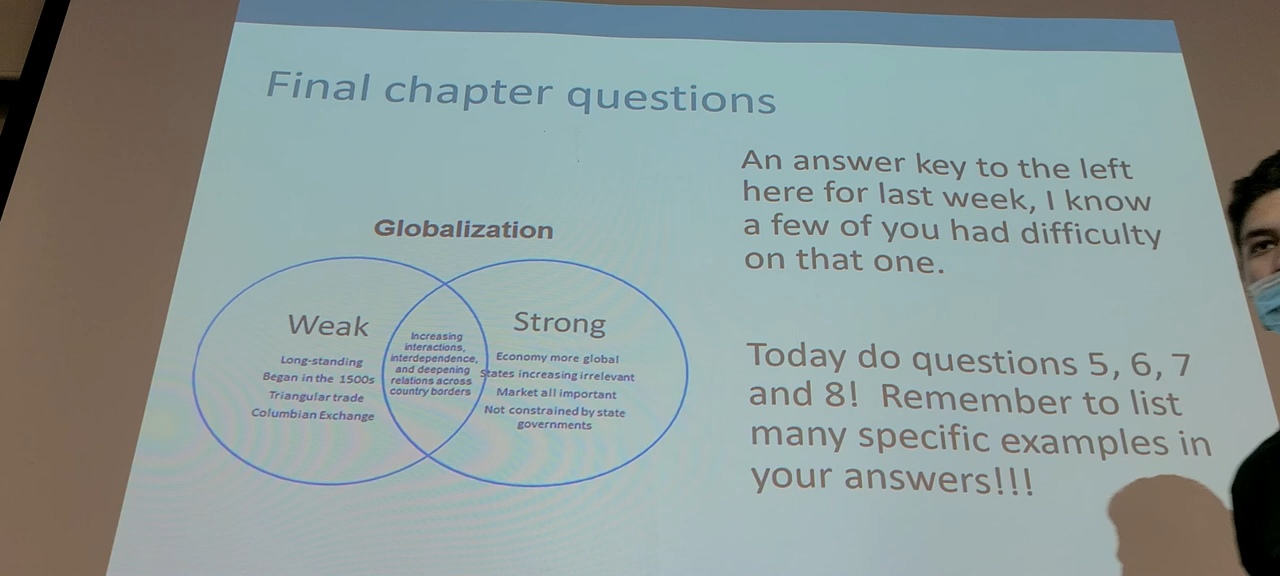 Final chapter questions
Globalization
Weak
Long-standing
Began in the 1500s
Triangular trade
Columbian Exchange
Increasing
interactions,
interdependence,
and deepening
relations across
country borders
Strong
Economy more global
States increasing irrelevant
Market all important
Not constrained by state
governments
An answer key to the left
here for last week, I know
a few of you had difficulty
on that one.
Today do questions 5, 6, 7
and 8!  Remember to list
many specific examples in
your answers!!!